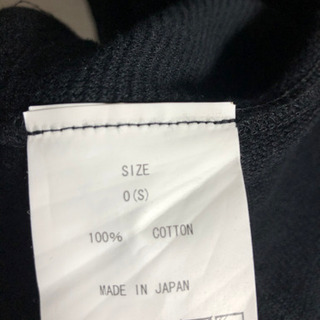 SIZE
0(S)
100% COTTON
MADE IN JAPAN